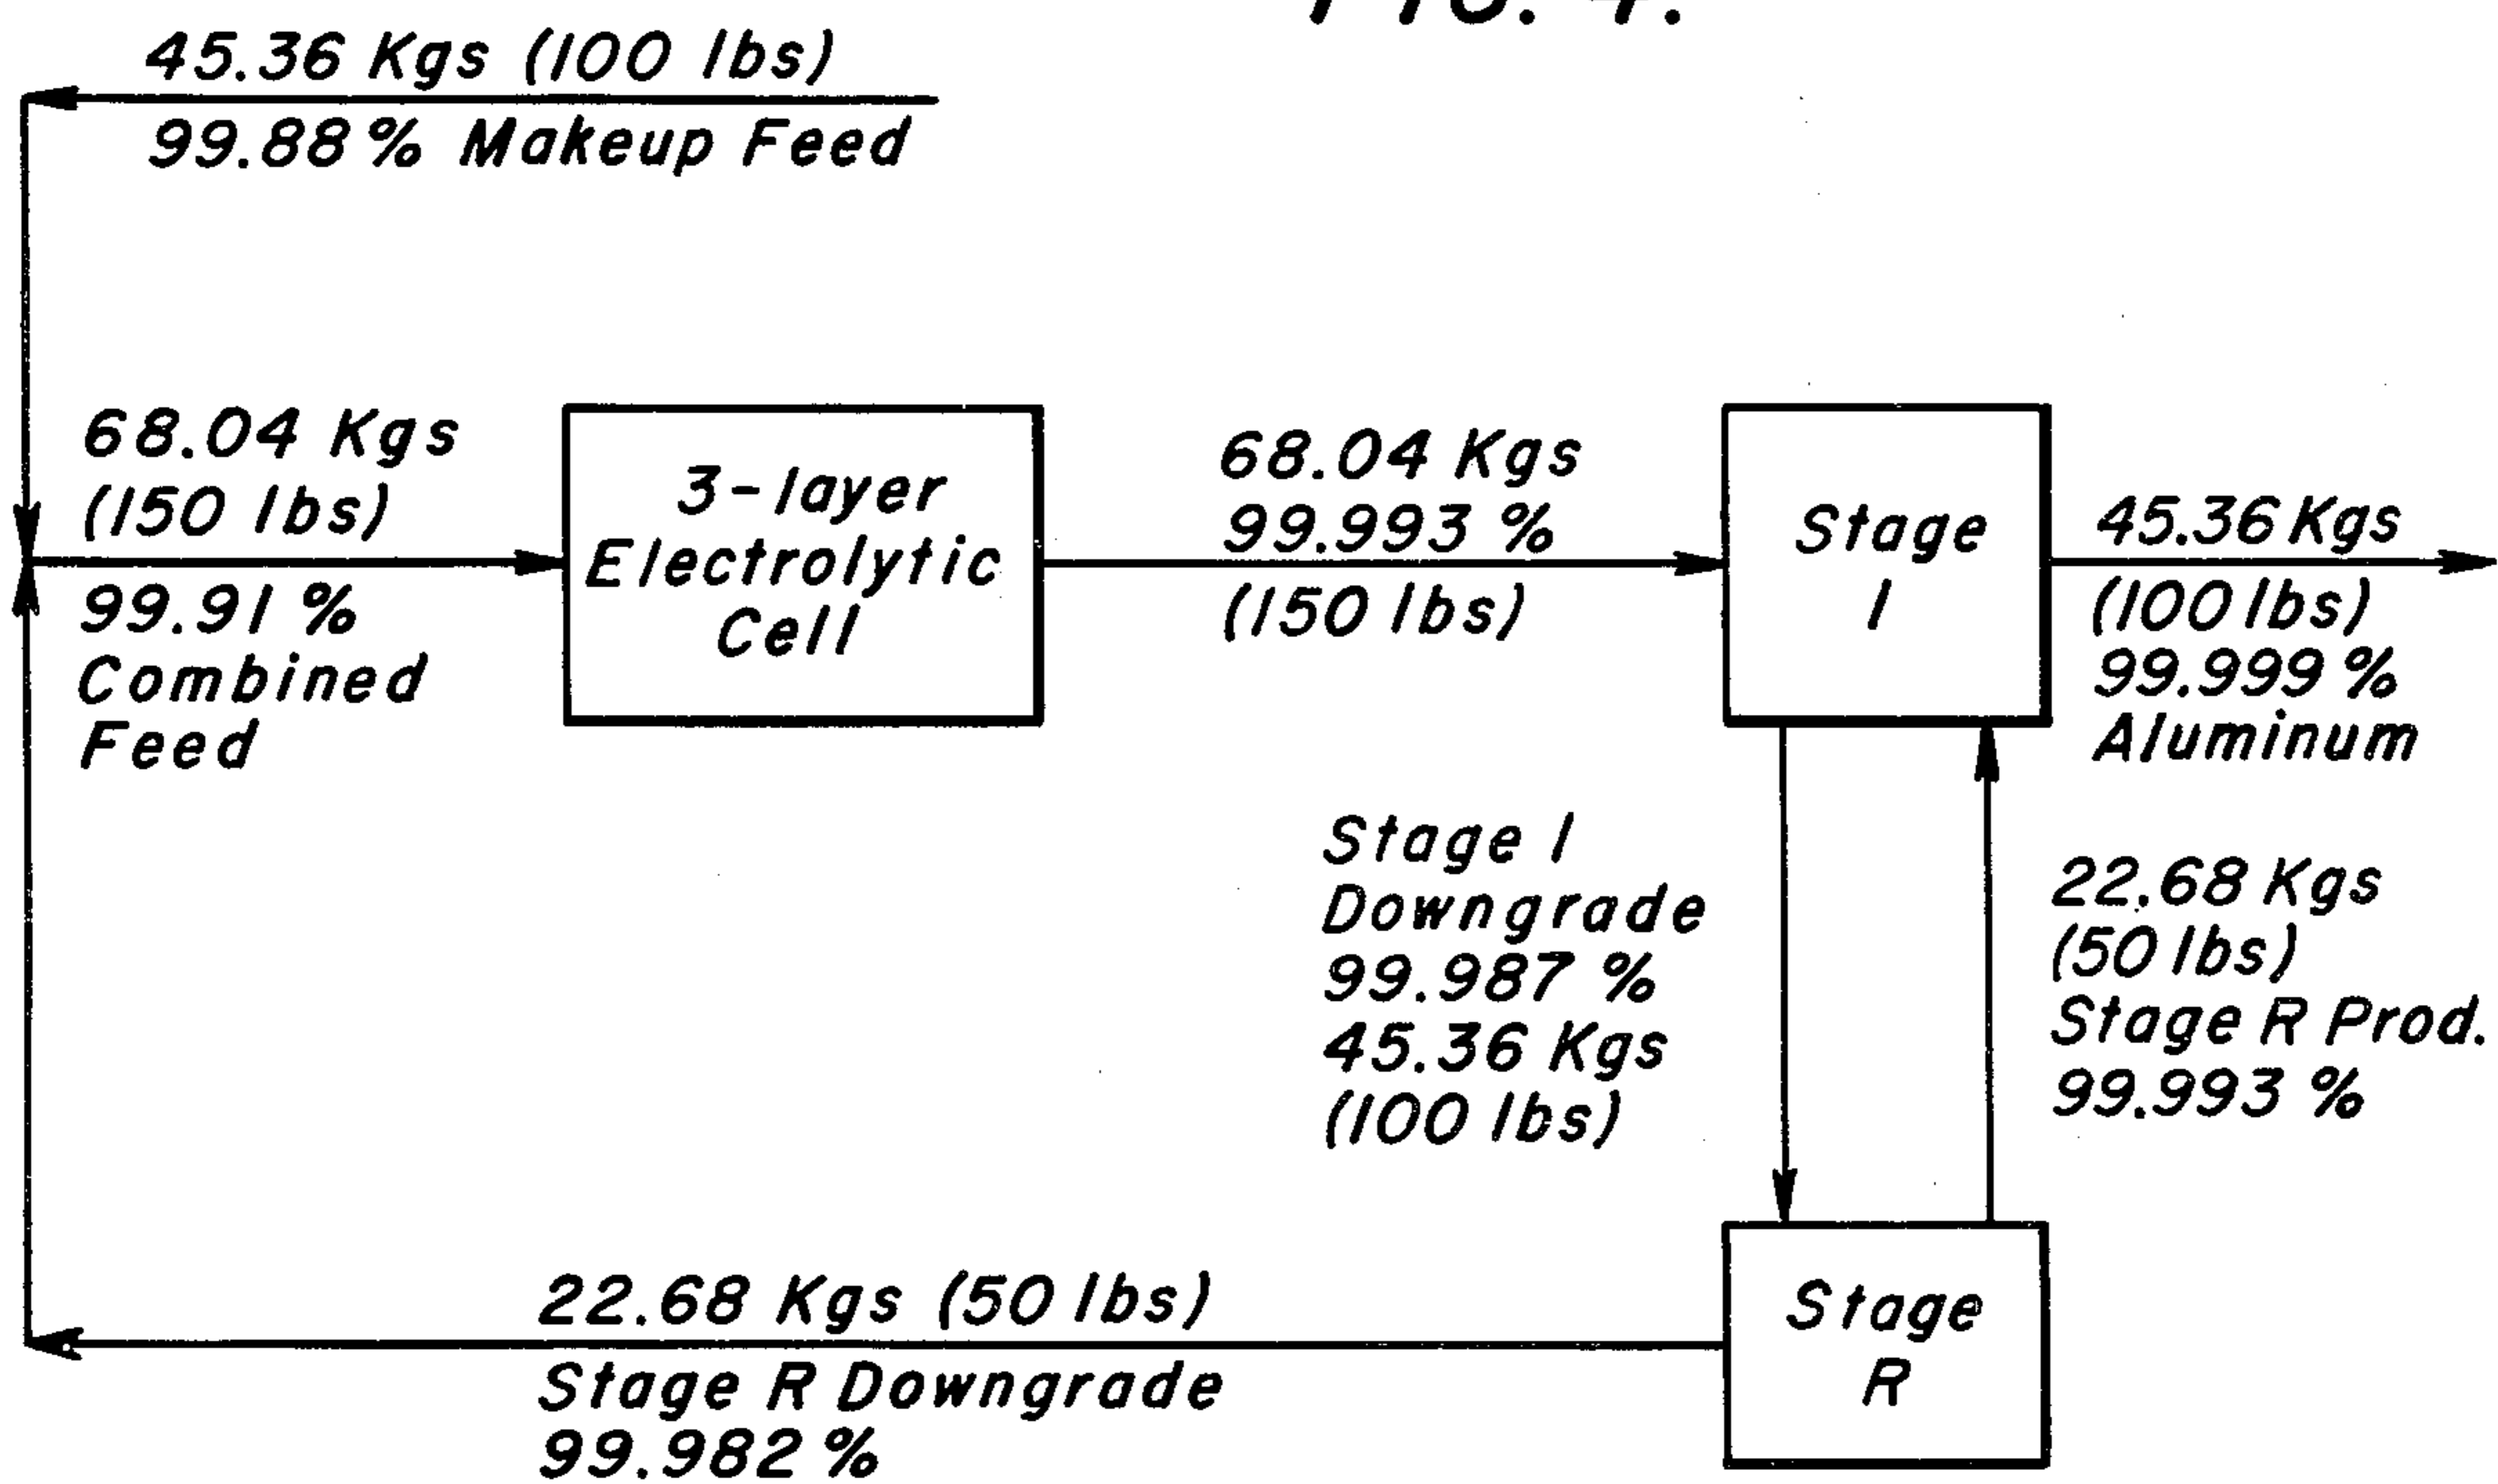 FIG. 4.
45.36 Kgs (100 lbs)
99.88% Makeup Feed
68.04 Kgs
(150 lbs)
99.91 %
Combined
Feed
3-layer
Electrolytic
Cell
68.04 Kgs
99.993 %
(150 lbs)
Stage
I
45.36 Kgs
(100 lbs)
99.999 %
Aluminum
Stage I
Downgrade
99.987 %
45.36 Kgs
(100 lbs)
22.68 Kgs
(50 lbs)
Stage R Prod.
99.993 %
22.68 Kgs (50 lbs)
Stage R Downgrade
99.982 %
Stage
R